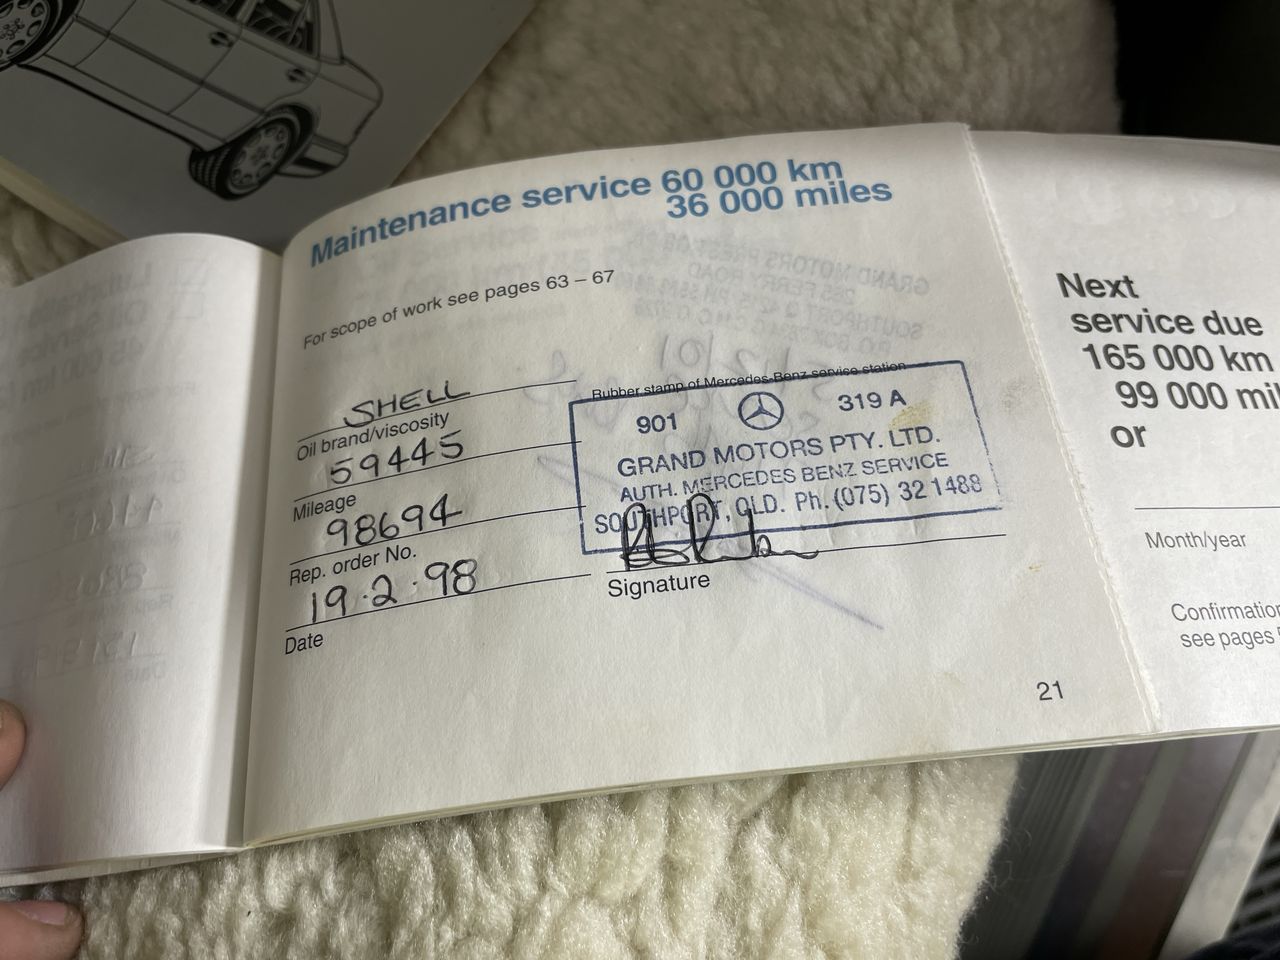 Maintenance service 60 000 km
36 000 miles
For scope of work see pages 63 – 67
SHELL
Oil brand/viscosity
59445
Mileage
98694
Rep. order No.
19·2·98
Date
Rubber stamp of Mercedes-Benz service station
901 319 A
GRAND MOTORS PTY. LTD.
AUTH. MERCEDES BENZ SERVICE
SOUTHPORT, QLD. Ph. (075) 32 1488
Signature
21
Next
service due
165 000 km
99 000 mil
or
Month/year
Confirmation
see pages